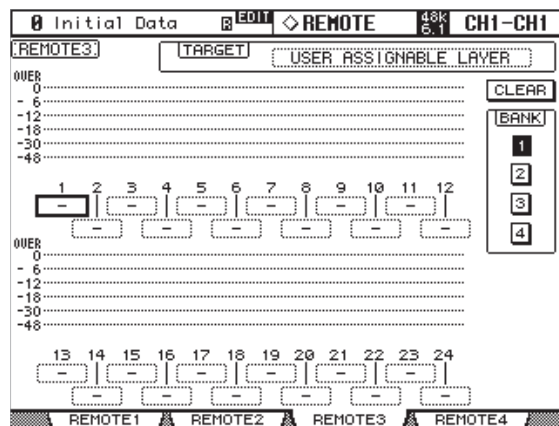 0 Initial Data B EDIT ◇REMOTE 48k 6.1 CH1-CH1
REMOTE3 TARGET USER ASSIGNABLE LAYER
OVER
0
- 6
-12
-18
-30
-48
CLEAR
BANK
1
2
3
4
1 2 3 4 5 6 7 8 9 10 11 12
- - - - - -
- - - - - -
OVER
0
- 6
-12
-18
-30
-48
13 14 15 16 17 18 19 20 21 22 23 24
- - - - - -
- - - - - -
REMOTE1 REMOTE2 REMOTE3 REMOTE4